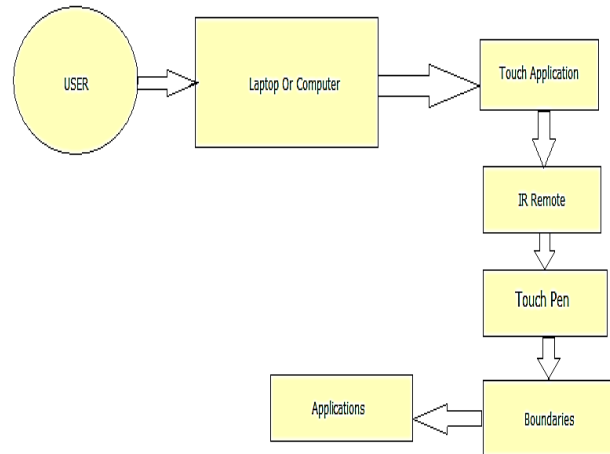 USER
Laptop Or Computer
Touch Application
IR Remote
Touch Pen
Boundaries
Applications